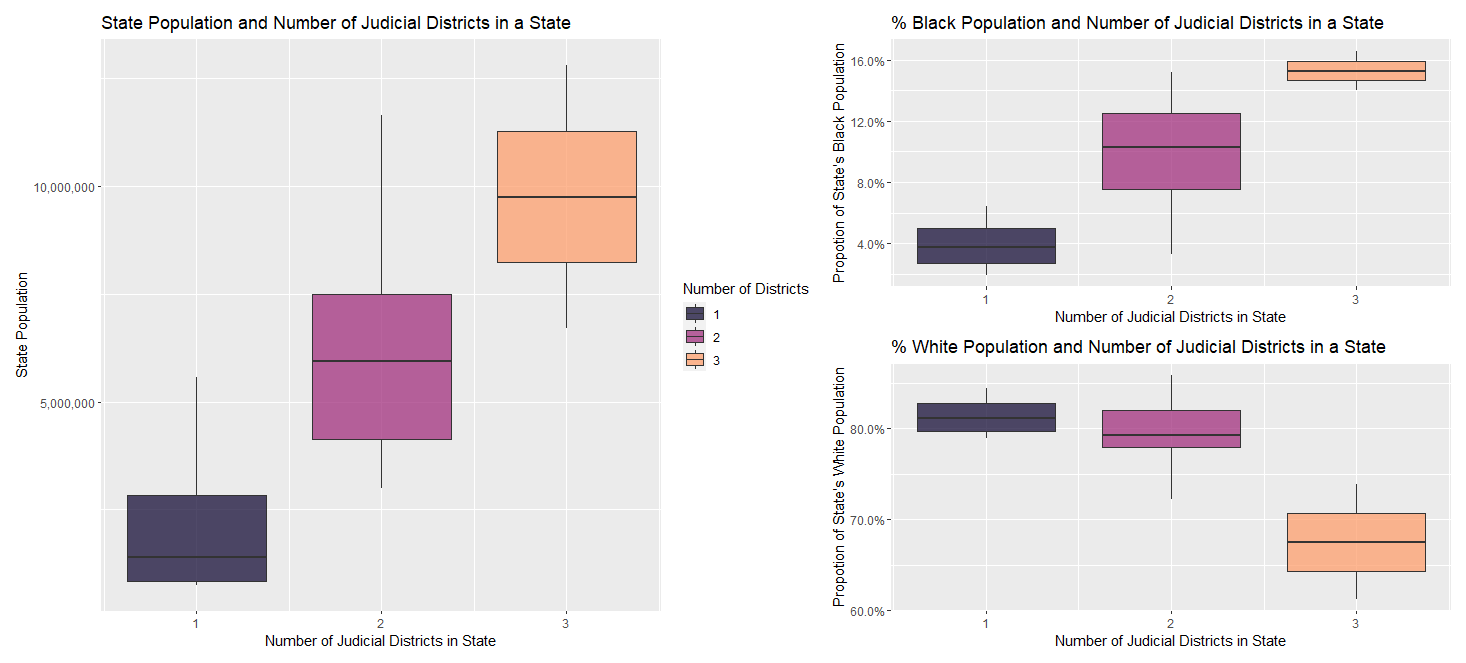 State Population and Number of Judicial Districts in a State
State Population
10,000,000
5,000,000
1
2
3
Number of Judicial Districts in State
Number of Districts
1
2
3
% Black Population and Number of Judicial Districts in a State
Propotion of State's Black Population
16.0%
12.0%
8.0%
4.0%
1
2
3
Number of Judicial Districts in State
% White Population and Number of Judicial Districts in a State
Propotion of State's White Population
80.0%
70.0%
60.0%
1
2
3
Number of Judicial Districts in State